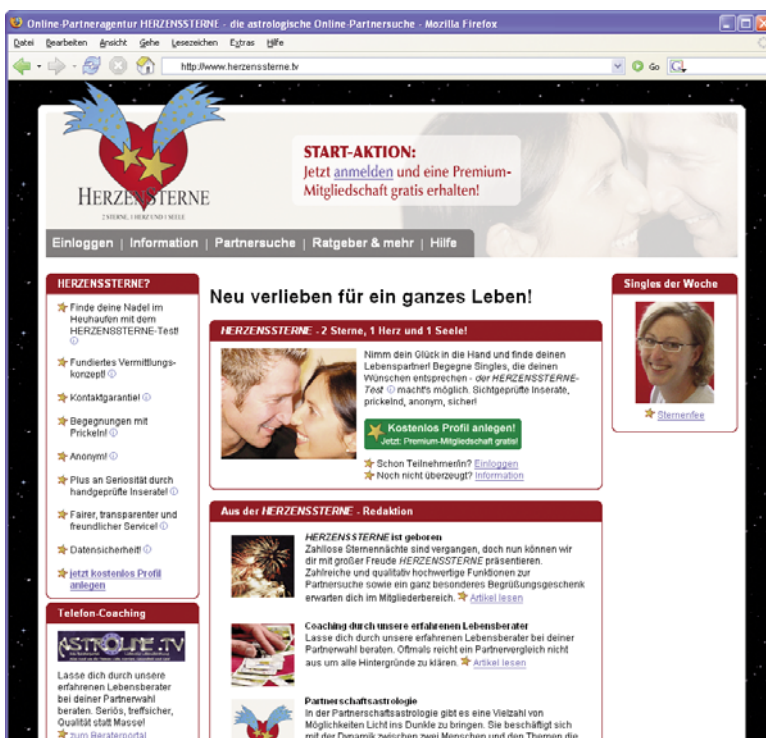 Online-Partneragentur HERZENSSTERNE - die astrologische Online-Partnersuche - Mozilla Firefox
Datei Bearbeiten Ansicht Gehe Lesezeichen Extras Hilfe
http://www.herzenssterne.tv
Go
START-AKTION:
Jetzt anmelden und eine Premium-
Mitgliedschaft gratis erhalten!
HERZENSTERNE
2 STERNE, 1 HERZ UND 1 SEELE
Einloggen | Information | Partnersuche | Ratgeber & mehr | Hilfe
HERZENSSTERNE?
Finde deine Nadel im
Heuhaufen mit dem
HERZENSSTERNE-Test!
Fundiertes Vermittlungs-
konzept!
Kontaktgarantie!
Begegnungen mit
Prickeln!
Anonym!
Plus an Seriosität durch
handgeprüfte Inserate!
Fairer, transparenter und
freundlicher Service!
Datensicherheit!
jetzt kostenlos Profil
anlegen
Telefon-Coaching
ASTROLINE.TV
Lasse dich durch unsere
erfahrenen Lebensberater
bei deiner Partnerwahl
beraten. Seriös, treffsicher,
Qualität statt Masse!
zum Beraterportal
Neu verlieben für ein ganzes Leben!
HERZENSSTERNE - 2 Sterne, 1 Herz und 1 Seele!
Nimm dein Glück in die Hand und finde deinen
Lebenspartner! Begegne Singles, die deinen
Wünschen entsprechen - der HERZENSSTERNE-
Test macht's möglich. Sichtgeprüfte Inserate,
prickelnd, anonym, sicher!
Kostenlos Profil anlegen!
Jetzt: Premium-Mitgliedschaft gratis!
Schon Teilnehmer/in? Einloggen
Noch nicht überzeugt? Information
Aus der HERZENSSTERNE - Redaktion
HERZENSSTERNE ist geboren
Zahllose Sternennächte sind vergangen, doch nun können wir
dir mit großer Freude HERZENSSTERNE präsentieren.
Zahlreiche und qualitativ hochwertige Funktionen zur
Partnersuche sowie ein ganz besonderes Begrüßungsgeschenk
erwarten dich im Mitgliederbereich. Artikel lesen
Coaching durch unsere erfahrenen Lebensberater
Lasse dich durch unsere erfahrenen Lebensberater bei deiner
Partnerwahl beraten. Oftmals reicht ein Partnervergleich nicht
aus um alle Hintergründe zu klären. Artikel lesen
Partnerschaftsastrologie
In der Partnerschaftsastrologie gibt es eine Vielzahl von
Möglichkeiten Licht ins Dunkle zu bringen. Sie beschäftigt sich
mit der Dynamik zwischen zwei Menschen und den Themen die
Singles der Woche
Sternenfee